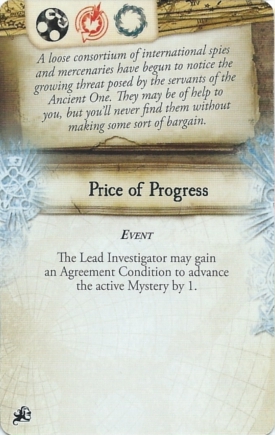 A loose consortium of international spies
and mercenaries have begun to notice the
growing threat posed by the servants of the
Ancient One. They may be of help to
you, but you'll never find them without
making some sort of bargain.
Price of Progress
Event
The Lead Investigator may gain
an Agreement Condition to advance
the active Mystery by 1.